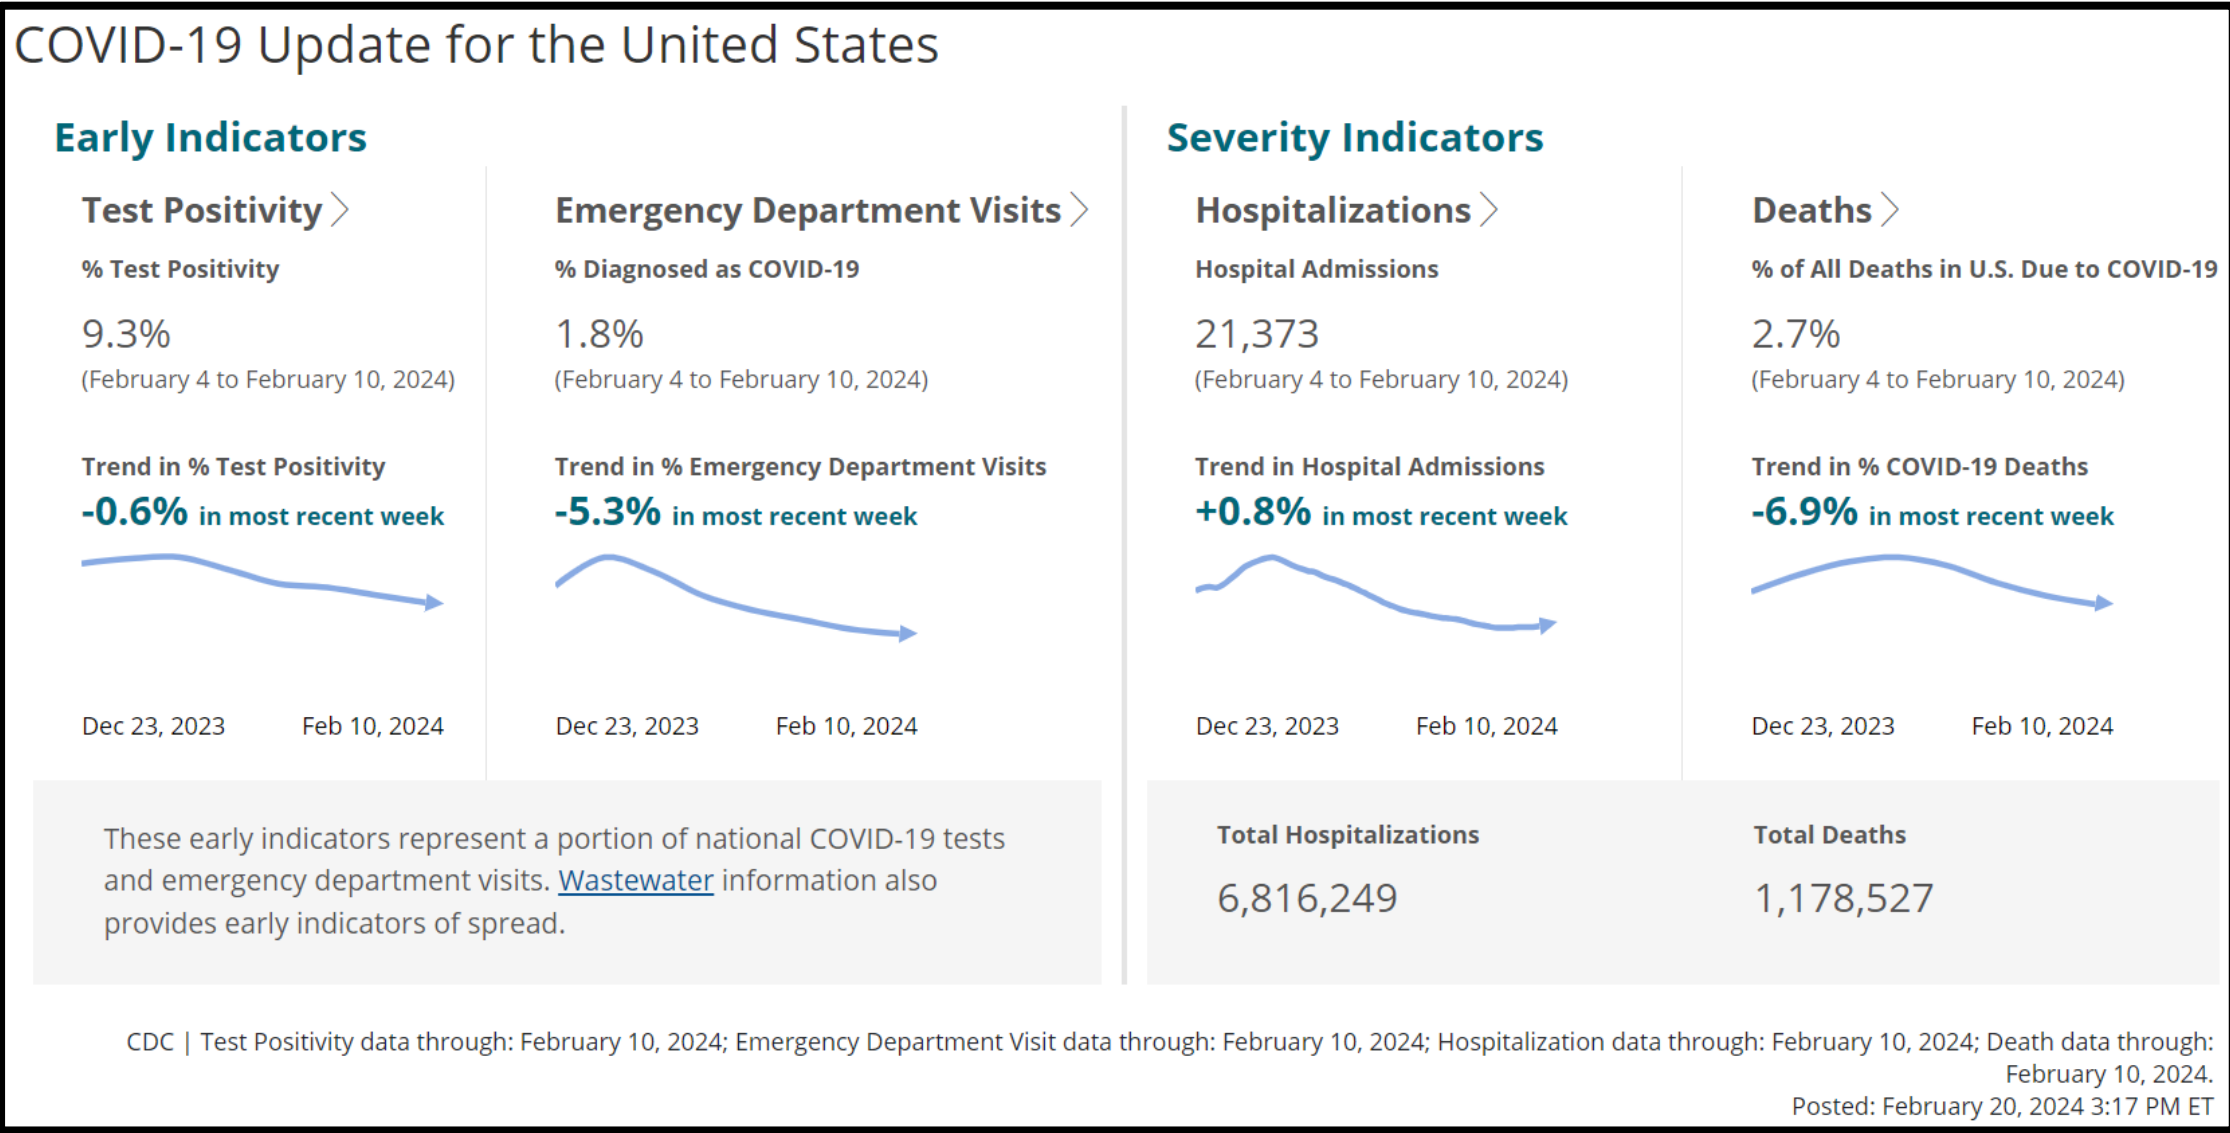 COVID-19 Update for the United States
Early Indicators
Test Positivity
% Test Positivity
9.3%
(February 4 to February 10, 2024)
Trend in % Test Positivity
-0.6% in most recent week
Dec 23, 2023 Feb 10, 2024
Emergency Department Visits
% Diagnosed as COVID-19
1.8%
(February 4 to February 10, 2024)
Trend in % Emergency Department Visits
-5.3% in most recent week
Dec 23, 2023 Feb 10, 2024
These early indicators represent a portion of national COVID-19 tests
and emergency department visits. Wastewater information also
provides early indicators of spread.
Severity Indicators
Hospitalizations
Hospital Admissions
21,373
(February 4 to February 10, 2024)
Trend in Hospital Admissions
+0.8% in most recent week
Dec 23, 2023 Feb 10, 2024
Deaths
% of All Deaths in U.S. Due to COVID-19
2.7%
(February 4 to February 10, 2024)
Trend in % COVID-19 Deaths
-6.9% in most recent week
Dec 23, 2023 Feb 10, 2024
Total Hospitalizations
6,816,249
Total Deaths
1,178,527
CDC | Test Positivity data through: February 10, 2024; Emergency Department Visit data through: February 10, 2024; Hospitalization data through: February 10, 2024; Death data through:
February 10, 2024.
Posted: February 20, 2024 3:17 PM ET